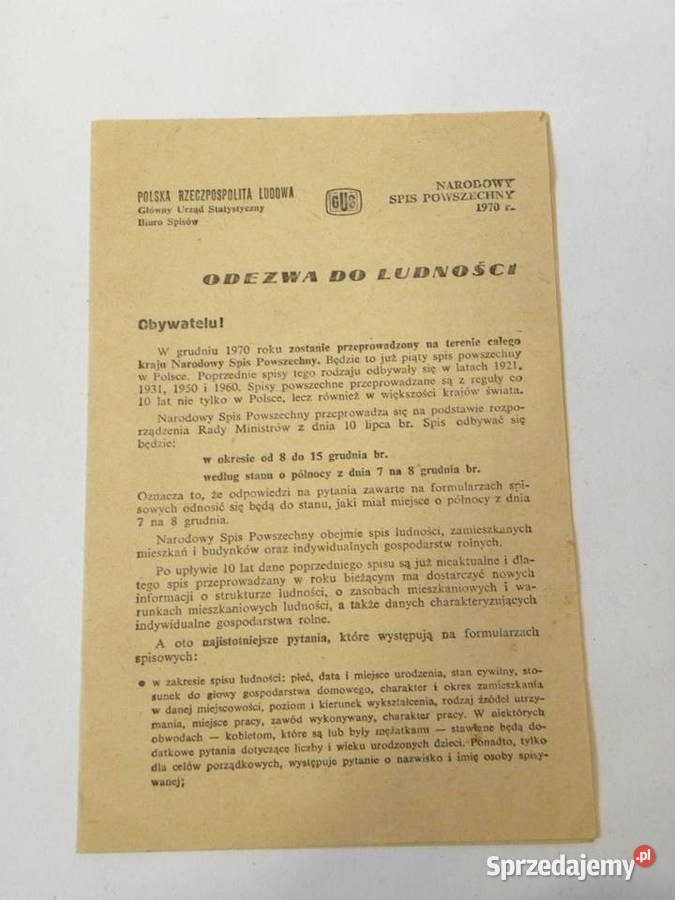 POLSKA RZECZPOSPOLITA LUDOWA
Główny Urząd Statystyczny
Biuro Spisów
GUS
NARODOWY
SPIS POWSZECHNY
1970 r.
ODEZWA DO LUDNOŚCI
Obywatelu!
W grudniu 1970 roku zostanie przeprowadzony na terenie całego
kraju Narodowy Spis Powszechny. Będzie to już piąty spis powszechny
w Polsce. Poprzednie spisy tego rodzaju odbywały się w latach 1921,
1931, 1950 i 1960. Spisy powszechne przeprowadzane są z reguły co
10 lat nie tylko w Polsce, lecz również w większości krajów świata.
Narodowy Spis Powszechny przeprowadza się na podstawie rozpo-
rządzenia Rady Ministrów z dnia 10 lipca br. Spis odbywać się
będzie:
w okresie od 8 do 15 grudnia br.
według stanu o północy z dnia 7 na 8 grudnia br.
Oznacza to, że odpowiedzi na pytania zawarte na formularzach spi-
sowych odnosić się będą do stanu, jaki miał miejsce o północy z dnia
7 na 8 grudnia.
Narodowy Spis Powszechny obejmie spis ludności, zamieszkanych
mieszkań i budynków oraz indywidualnych gospodarstw rolnych.
Po upływie 10 lat dane poprzedniego spisu są już nieaktualne i dla-
tego spis przeprowadzany w roku bieżącym ma dostarczyć nowych
informacji o strukturze ludności, o zasobach mieszkaniowych i wa-
runkach mieszkaniowych ludności, a także danych charakteryzujących
indywidualne gospodarstwa rolne.
A oto najistotniejsze pytania, które występują na formularzach
spisowych:
• w zakresie spisu ludności: płeć, data i miejsce urodzenia, stan cywilny, sto-
sunek do głowy gospodarstwa domowego, charakter i okres zamieszkania
w danej miejscowości, poziom i kierunek wykształcenia, rodzaj źródeł utrzy-
mania, miejsce pracy, zawód wykonywany, charakter pracy. W niektórych
obwodach — kobietom, które są lub były mężatkami — stawiane będą do-
datkowe pytania dotyczące liczby i wieku urodzonych dzieci. Ponadto, tylko
dla celów porządkowych, występuje pytanie o nazwisko i imię osoby spisy-
wanej;
Sprzedajemy.pl